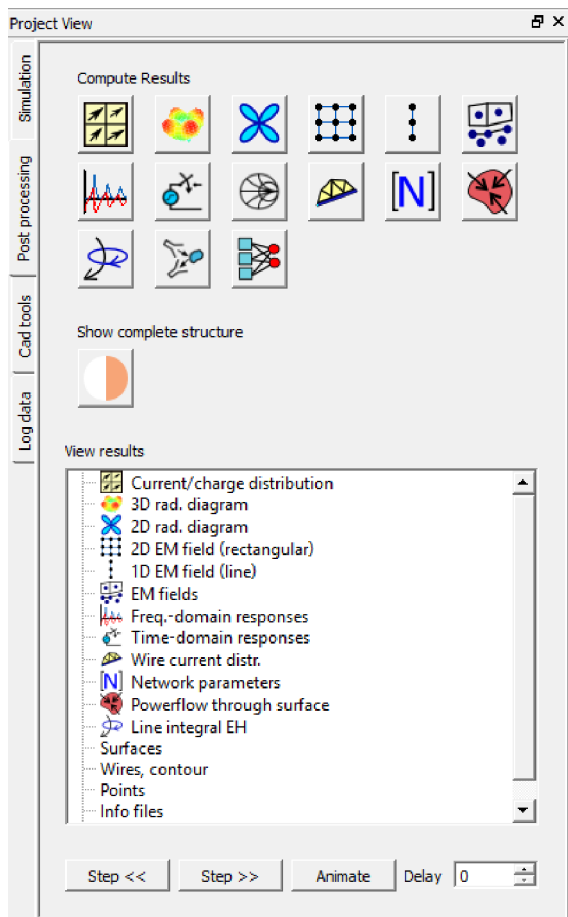 Project View
Simulation
Post processing
Cad tools
Log data
Compute Results
[N]
Show complete structure
View results
Current/charge distribution
3D rad. diagram
2D rad. diagram
2D EM field (rectangular)
1D EM field (line)
EM fields
Freq.-domain responses
Time-domain responses
Wire current distr.
[N] Network parameters
Powerflow through surface
Line integral EH
Surfaces
Wires, contour
Points
Info files
Step << Step >> Animate Delay 0